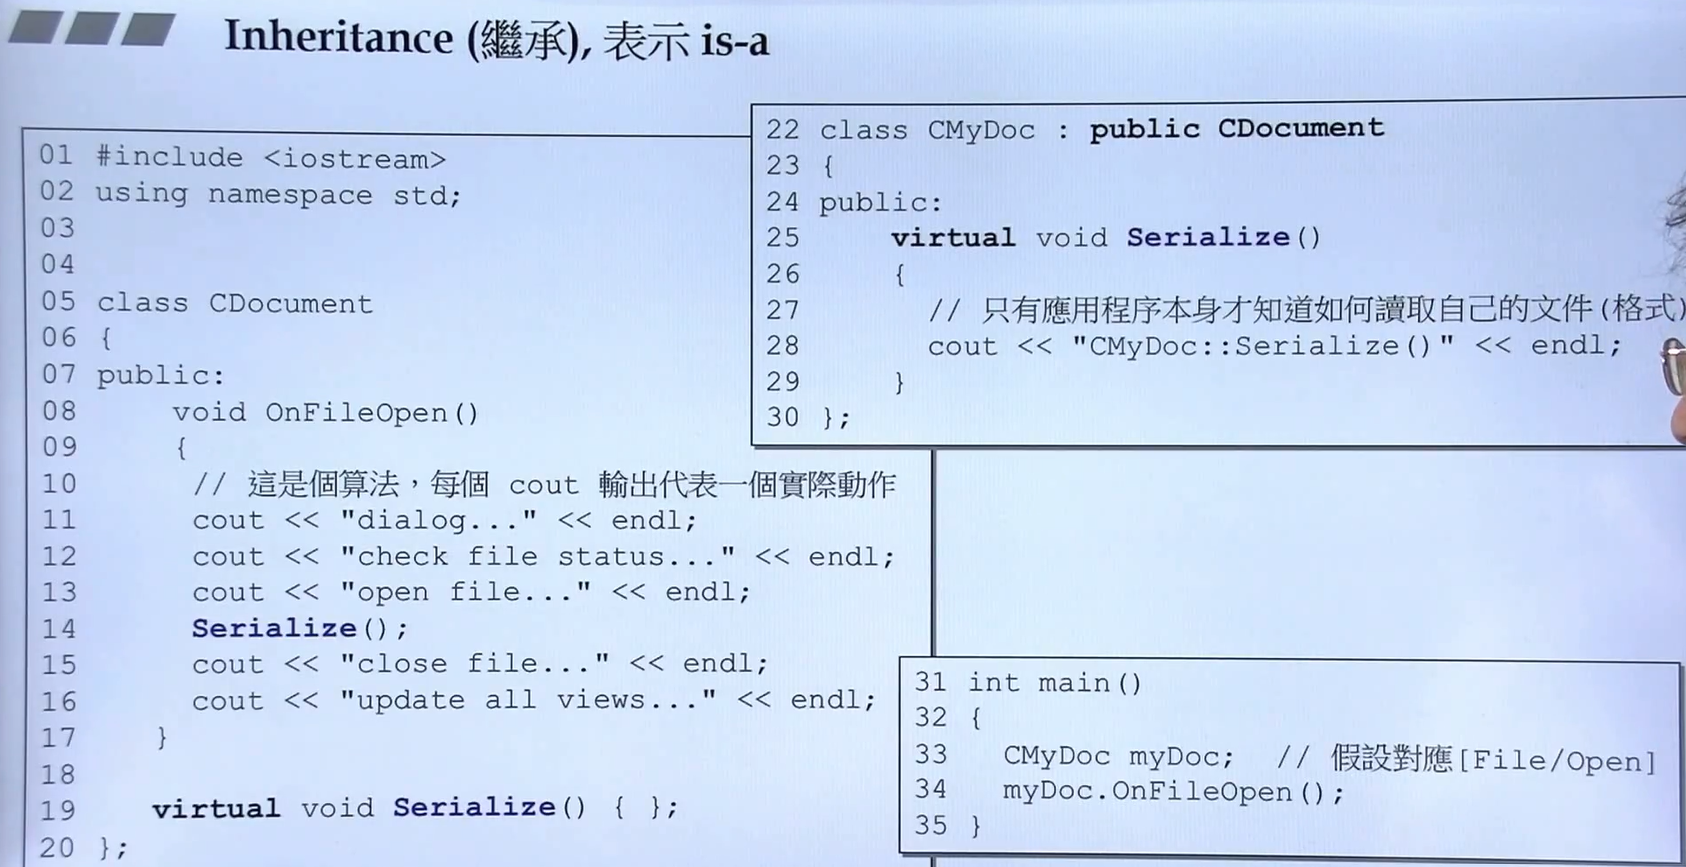 Inheritance (繼承), 表示 is-a
01 #include <iostream>
02 using namespace std;
03
04
05 class CDocument
06 {
07 public:
08 void OnFileOpen()
09 {
10 // 這是個算法，每個 cout 輸出代表一個實際動作
11 cout << "dialog..." << endl;
12 cout << "check file status..." << endl;
13 cout << "open file..." << endl;
14 Serialize();
15 cout << "close file..." << endl;
16 cout << "update all views..." << endl;
17 }
18
19 virtual void Serialize() { };
20 };
22 class CMyDoc : public CDocument
23 {
24 public:
25 virtual void Serialize()
26 {
27 // 只有應用程序本身才知道如何讀取自己的文件(格式)
28 cout << "CMyDoc::Serialize()" << endl;
29 }
30 };
31 int main()
32 {
33 CMyDoc myDoc; // 假設對應[File/Open]
34 myDoc.OnFileOpen();
35 }